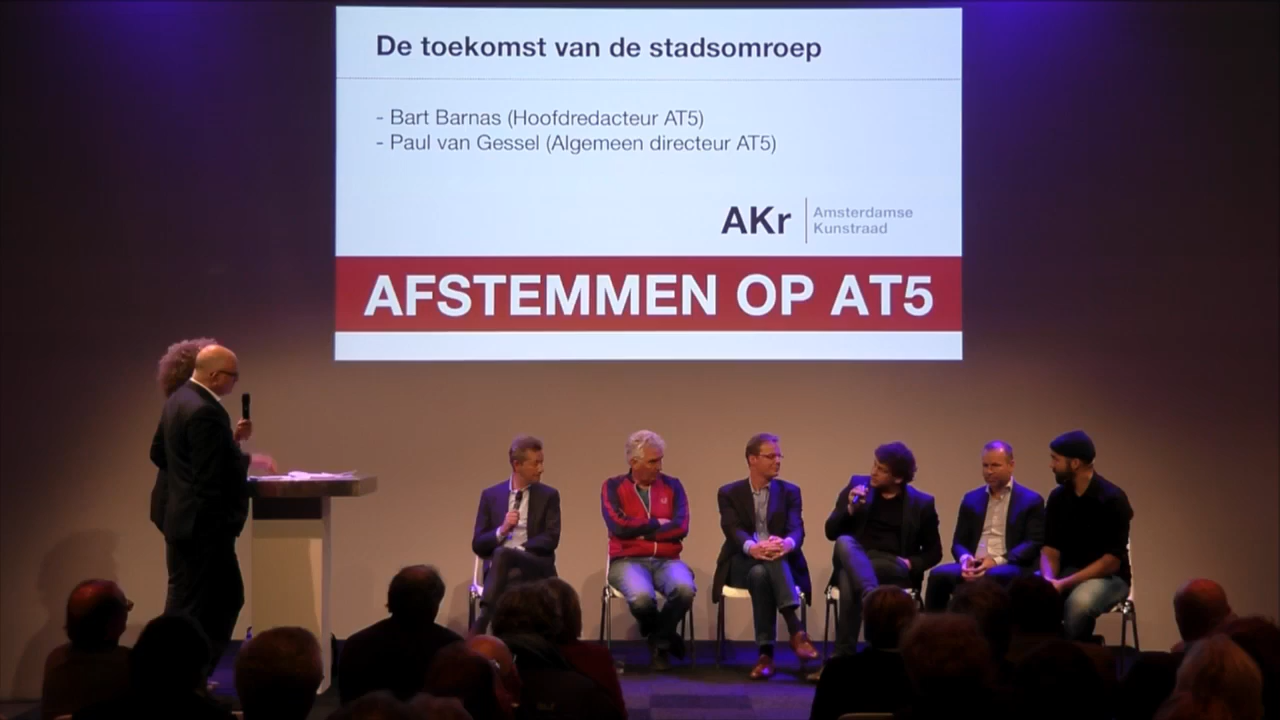 De toekomst van de stadsomroep
- Bart Barnas (Hoofdredacteur AT5)
- Paul van Gessel (Algemeen directeur AT5)
AKr
Amsterdamse
Kunstraad
AFSTEMMEN OP AT5